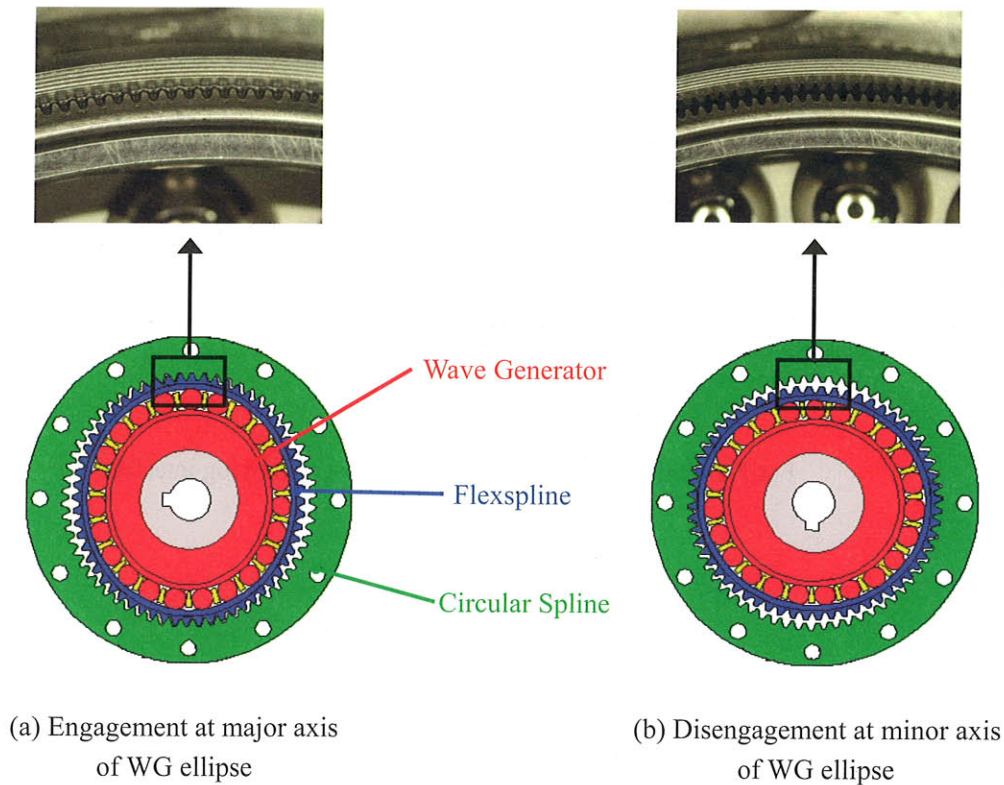 Wave Generator
Flexspline
Circular Spline
(a) Engagement at major axis
of WG ellipse
(b) Disengagement at minor axis
of WG ellipse